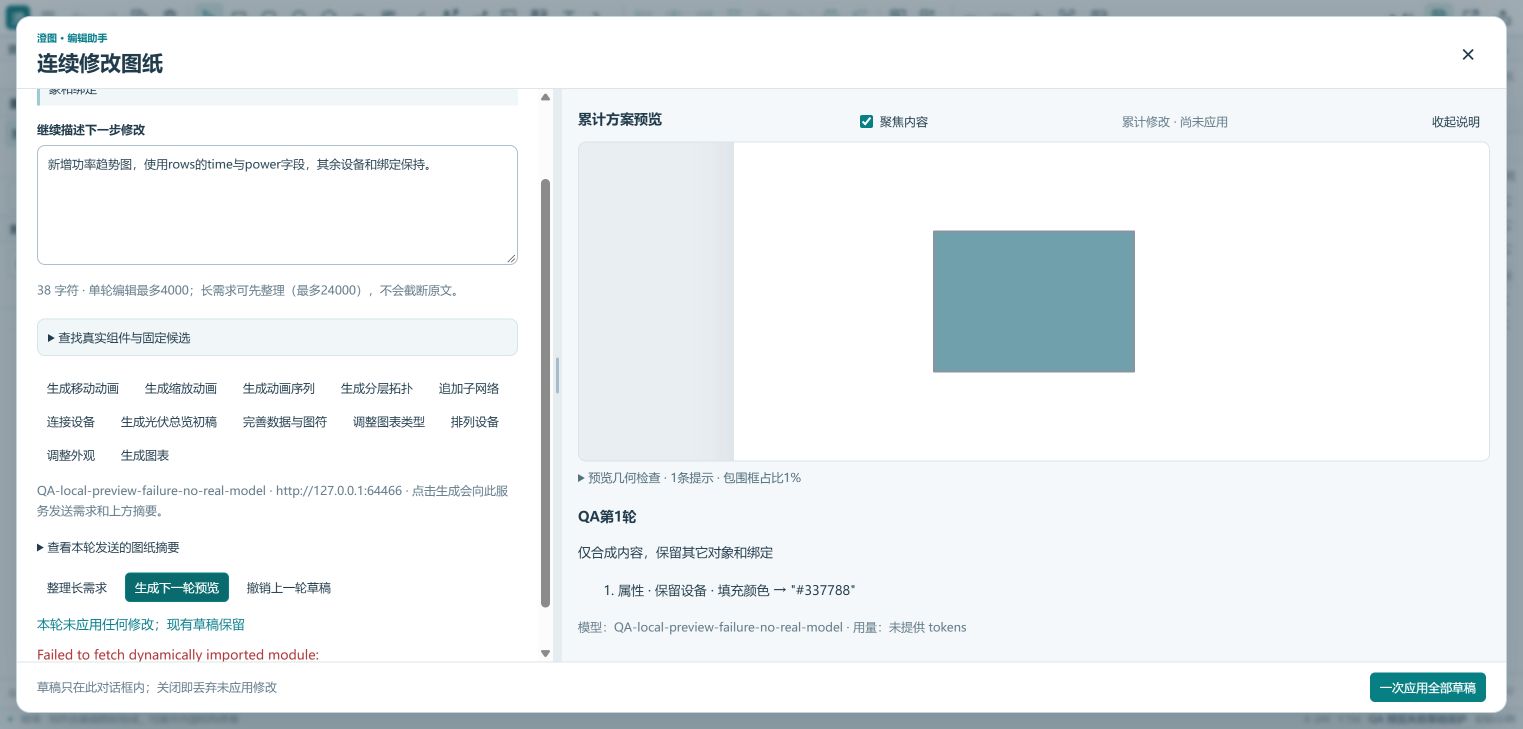 澄图·编辑助手
连续修改图纸
继续描述下一步修改
新增功率趋势图，使用rows的time与power字段，其余设备和绑定保持。
38 字符 · 单轮编辑最多4000；长需求可先整理（最多24000），不会截断原文。
查找真实组件与固定候选
生成移动动画 生成缩放动画 生成动画序列 生成分层拓扑 追加子网络
连接设备 生成光伏总览初稿 完善数据与图符 调整图表类型 排列设备
调整外观 生成图表
QA-local-preview-failure-no-real-model · http://127.0.0.1:64466 · 点击生成会向此服
务发送需求和上方摘要。
查看本轮发送的图纸摘要
整理长需求 生成下一轮预览 撤销上一轮草稿
本轮未应用任何修改；现有草稿保留
Failed to fetch dynamically imported module:
草稿只在此对话框内；关闭即丢弃未应用修改
累计方案预览 聚焦内容 累计修改 · 尚未应用 收起说明
预览几何检查 · 1条提示 · 包围框占比1%
QA第1轮
仅合成内容，保留其它对象和绑定
1. 属性 · 保留设备 · 填充颜色 → "#337788"
模型：QA-local-preview-failure-no-real-model · 用量：未提供 tokens
一次应用全部草稿